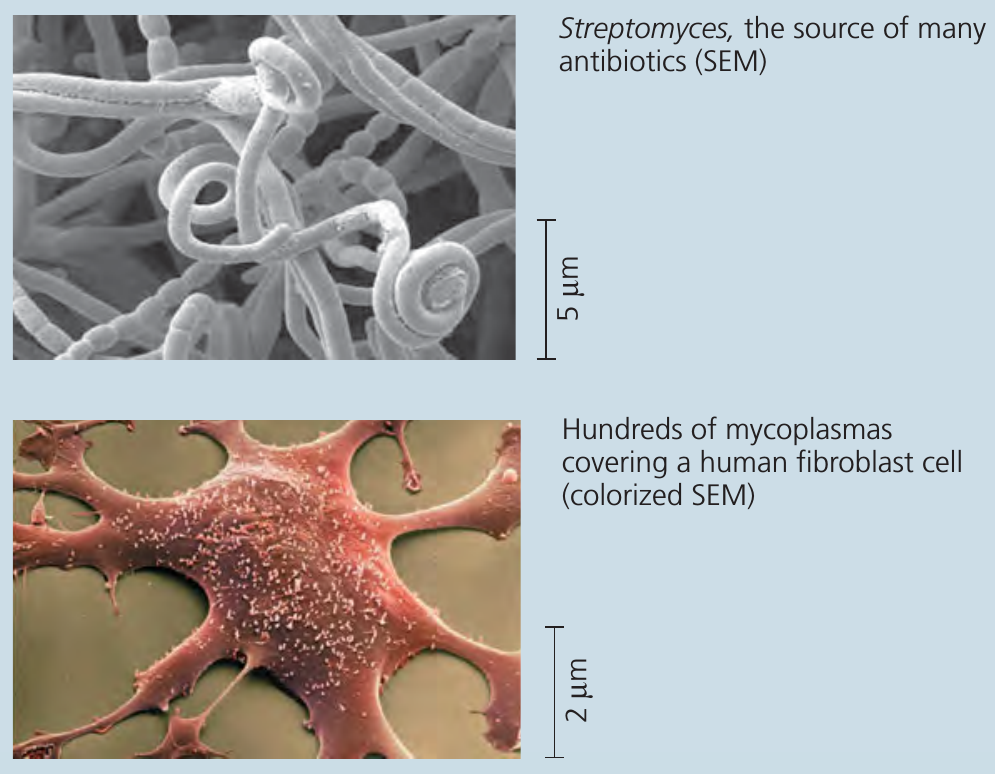 Streptomyces, the source of many
antibiotics (SEM)
5 µm
Hundreds of mycoplasmas
covering a human fibroblast cell
(colorized SEM)
2 µm